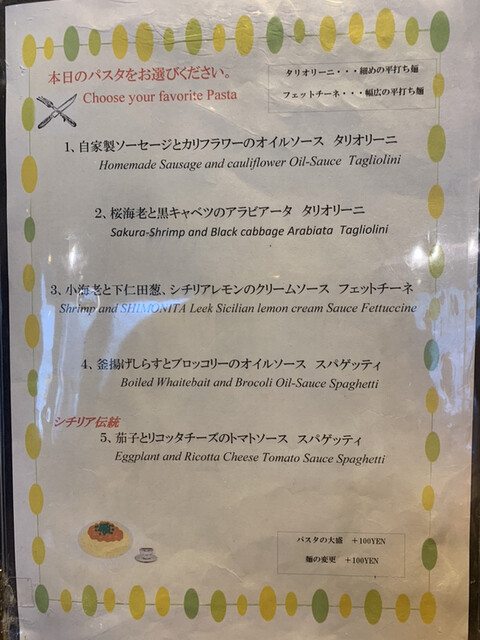 本日のパスタをお選びください。
Choose your favorite Pasta
タリオリーニ・・・細めの平打ち麺
フェットチーネ・・・幅広の平打ち麺
1、自家製ソーセージとカリフラワーのオイルソース タリオリーニ
Homemade Sausage and cauliflower Oil-Sauce Tagliolini
2、桜海老と黒キャベツのアラビアータ タリオリーニ
Sakura-Shrimp and Black cabbage Arabiata Tagliolini
3、小海老と下仁田葱、シチリアレモンのクリームソース フェットチーネ
Shrimp and SHIMONITA Leek Sicilian lemon cream Sauce Fettuccine
4、釜揚げしらすとブロッコリーのオイルソース スパゲッティ
Boiled Whaitebait and Brocoli Oil-Sauce Spaghetti
シチリア伝統
5、茄子とリコッタチーズのトマトソース スパゲッティ
Eggplant and Ricotta Cheese Tomato Sauce Spaghetti
パスタの大盛 +100YEN
麺の変更 +100YEN